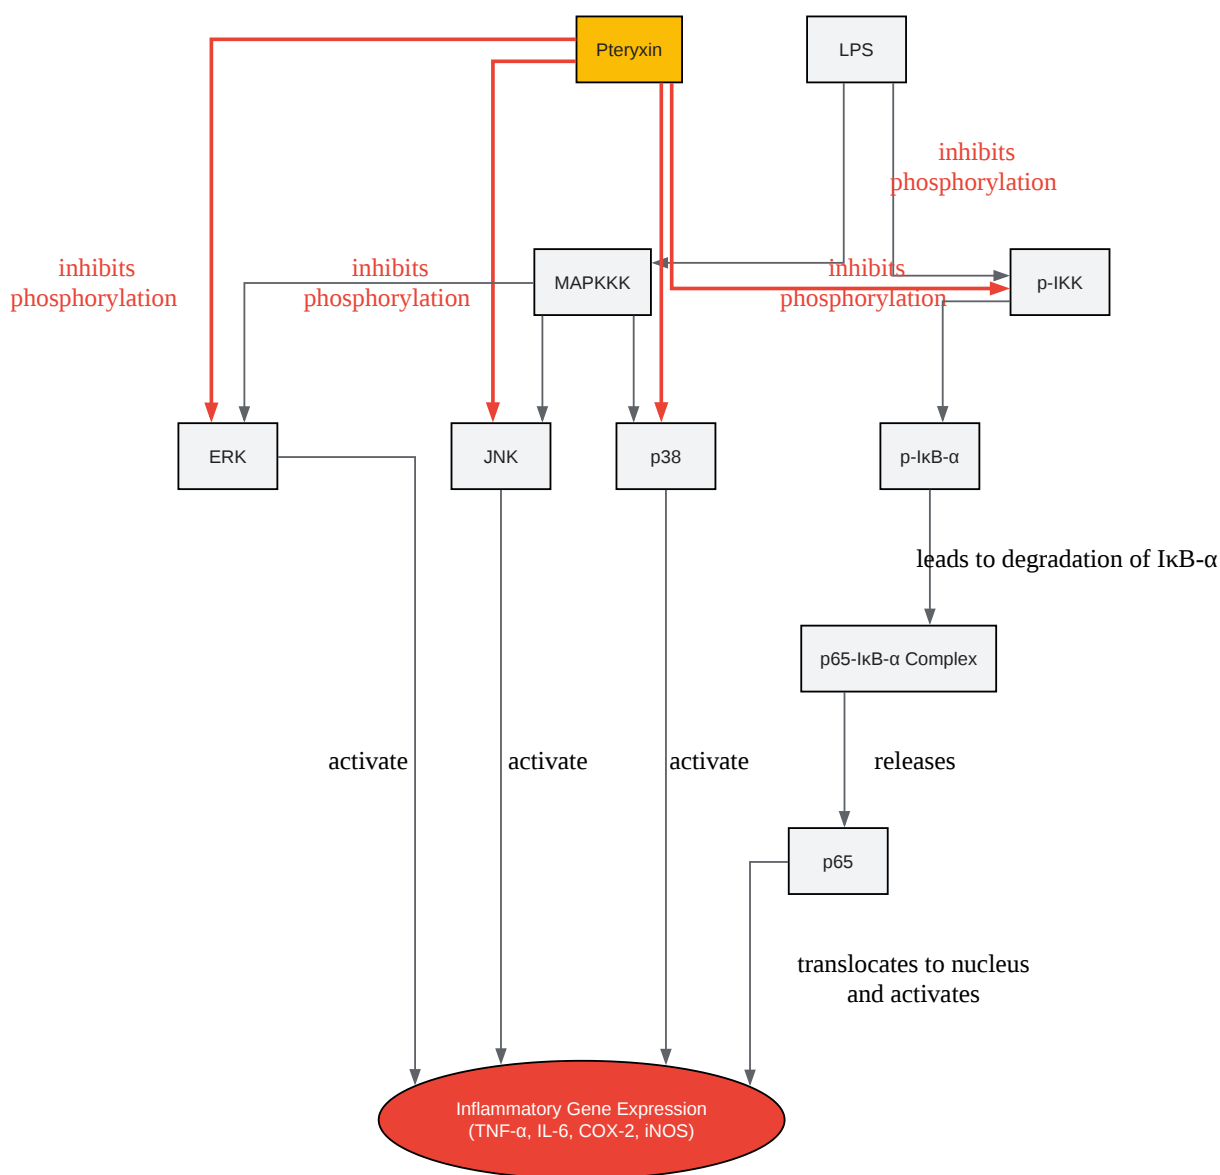 Pteryxin
LPS
inhibits
phosphorylation
inhibits
phosphorylation
inhibits
phosphorylation
inhibits
phosphorylation
MAPKKK
p-IKK
ERK
JNK
p38
p-IκB-α
leads to degradation of IκB-α
p65-IκB-α Complex
activate
activate
activate
releases
p65
translocates to nucleus
and activates
Inflammatory Gene Expression
(TNF-α, IL-6, COX-2, iNOS)